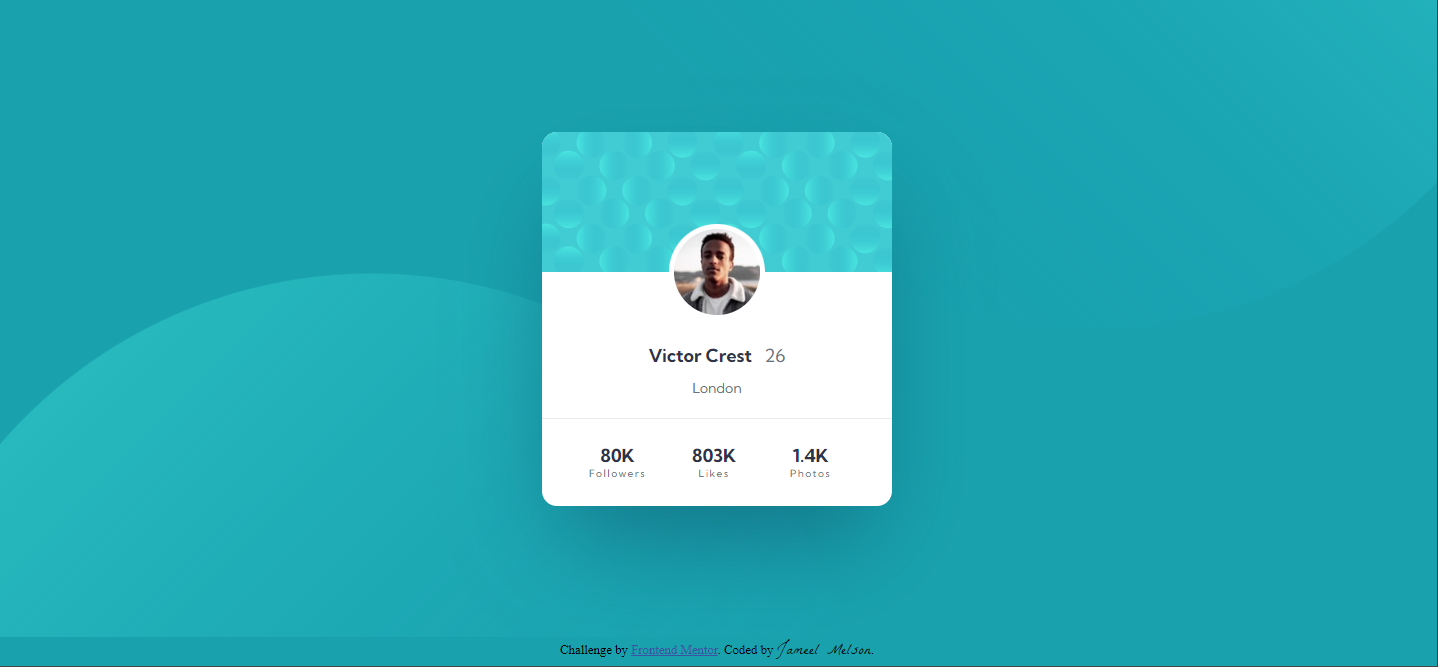 Victor Crest 26
London
80K 803K 1.4K
Followers Likes Photos
Challenge by Frontend Mentor. Coded by Jameel Melson.